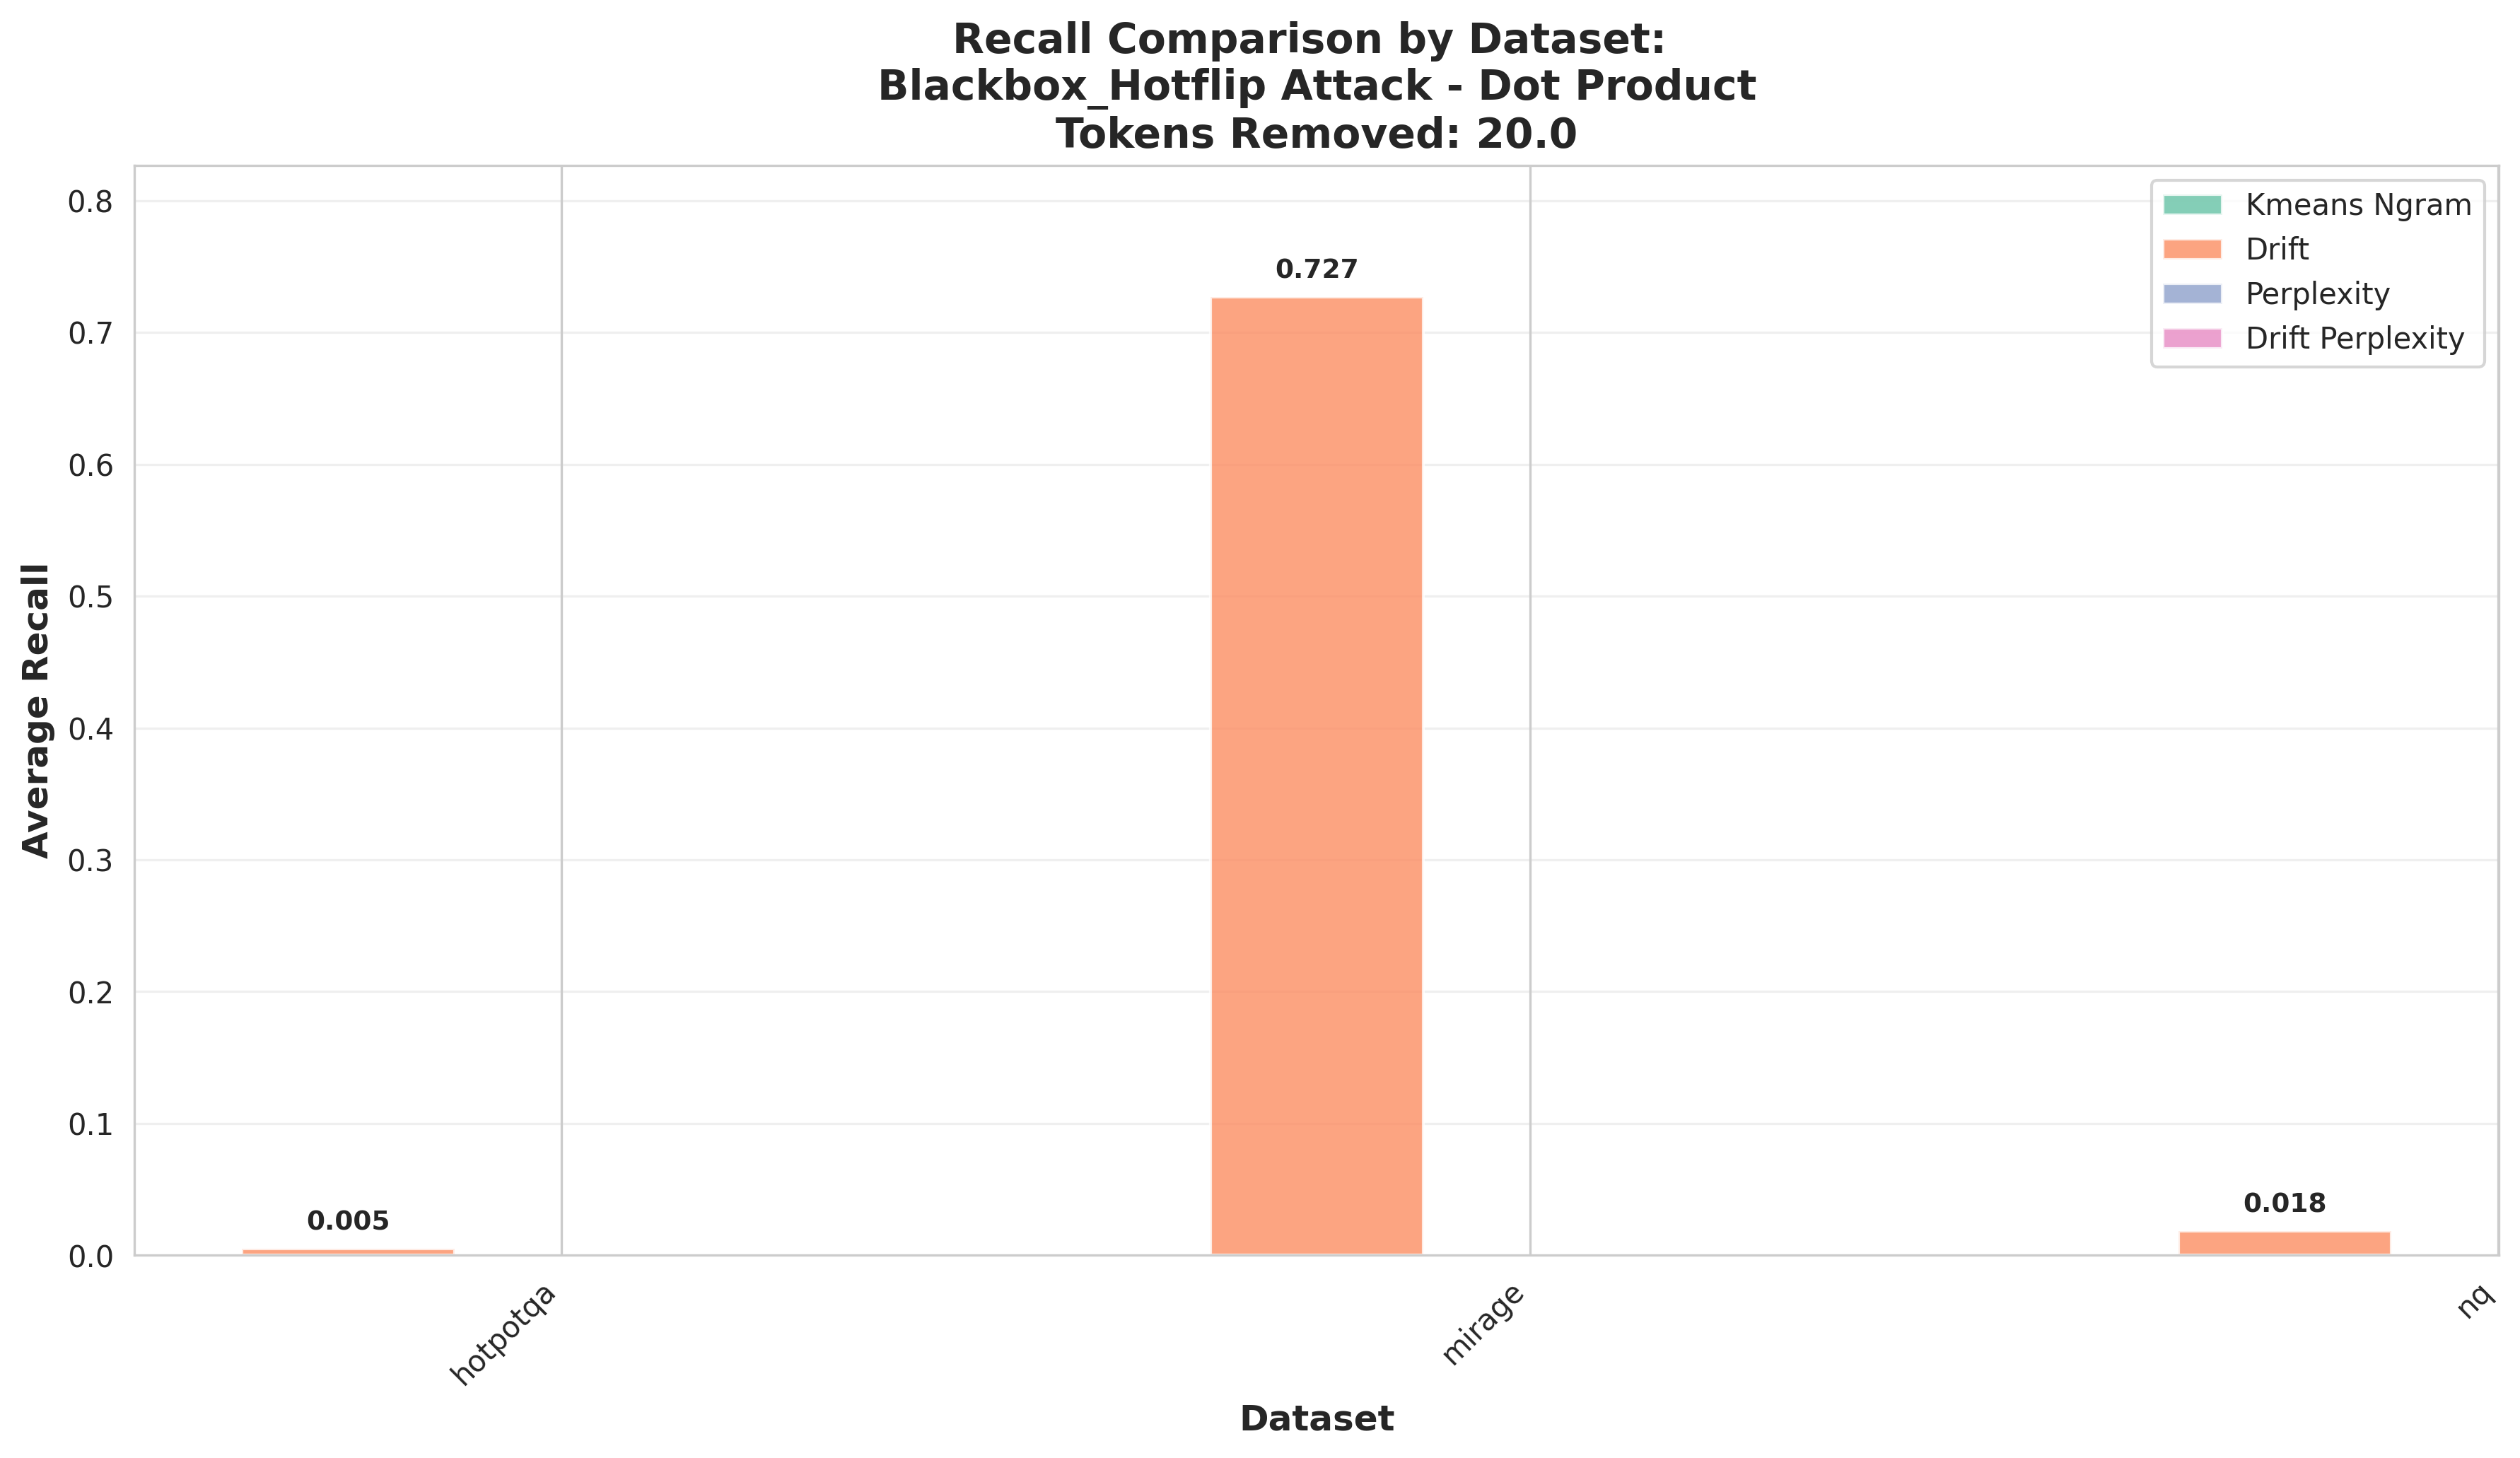 Recall Comparison by Dataset:
Blackbox_Hotflip Attack - Dot Product
Tokens Removed: 20.0
Average Recall
0.8
0.7
0.6
0.5
0.4
0.3
0.2
0.1
0.0
Kmeans Ngram
Drift
Perplexity
Drift Perplexity
0.005
0.727
0.018
hotpotqa
mirage
nq
Dataset